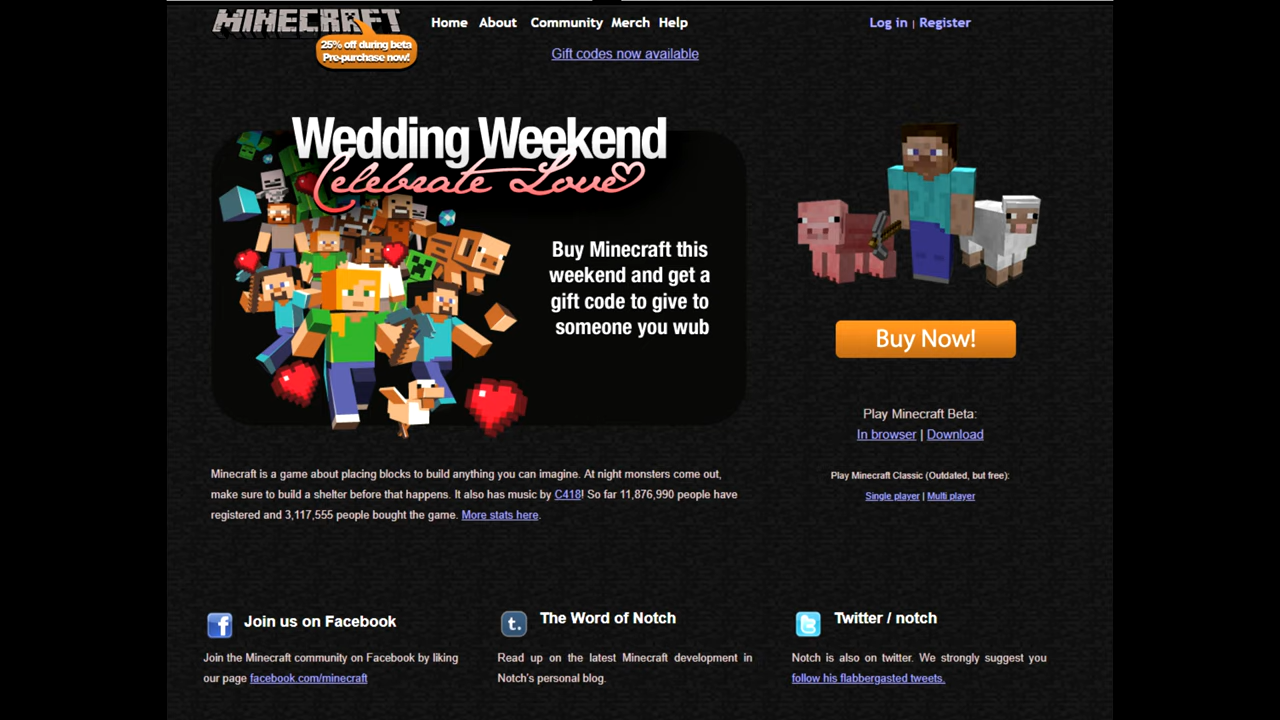 MINECRAFT
25% off during beta
Pre-purchase now!
Home About Community Merch Help
Log in | Register
Gift codes now available
Wedding Weekend
Celebrate Love
Buy Minecraft this
weekend and get a
gift code to give to
someone you wub
Buy Now!
Play Minecraft Beta:
In browser | Download
Play Minecraft Classic (Outdated, but free):
Single player | Multi player
Minecraft is a game about placing blocks to build anything you can imagine. At night monsters come out,
make sure to build a shelter before that happens. It also has music by C418! So far 11,876,990 people have
registered and 3,117,555 people bought the game. More stats here.
Join us on Facebook
Join the Minecraft community on Facebook by liking
our page facebook.com/minecraft
The Word of Notch
Read up on the latest Minecraft development in
Notch's personal blog.
Twitter / notch
Notch is also on twitter. We strongly suggest you
follow his flabbergasted tweets.